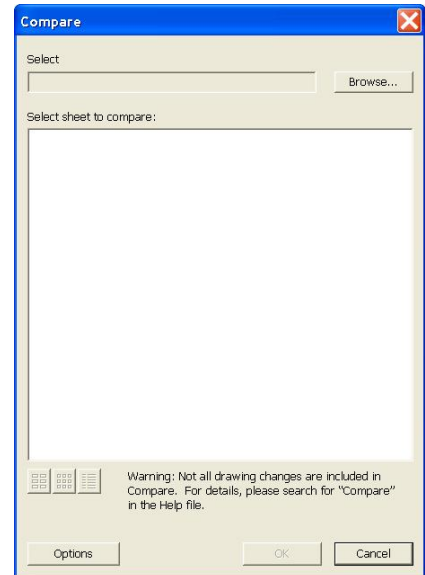 Compare
Select
Browse...
Select sheet to compare:
Warning: Not all drawing changes are included in
Compare. For details, please search for "Compare"
in the Help file.
Options
OK
Cancel